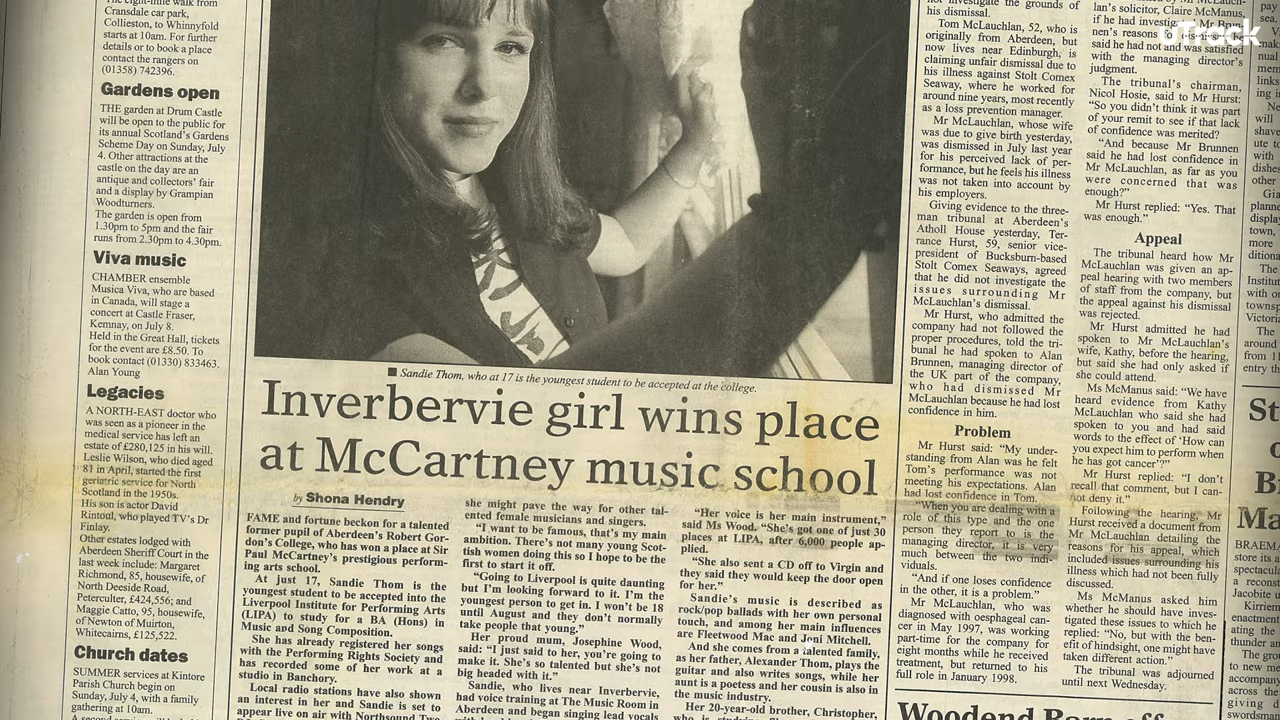 The eight-mile walk from
Cransdale car park,
Collieston, to Whinnyfold
starts at 10am. For further
details or to book a place
contact the rangers on
(01358) 742396.
Gardens open
THE garden at Drum Castle
will be open to the public for
its annual Scotland's Gardens
Scheme Day on Sunday, July
4. Other attractions at the
castle on the day are an
antique and collectors' fair
and a display by Grampian
Woodturners.
The garden is open from
1.30pm to 5pm and the fair
runs from 2.30pm to 4.30pm.
Viva music
CHAMBER ensemble
Musica Viva, who are based
in Canada, will stage a
concert at Castle Fraser,
Kemnay, on July 8.
Held in the Great Hall, tickets
for the event are £8.50. To
book contact (01330) 833463.
Alan Young
Legacies
A NORTH-EAST doctor who
was seen as a pioneer in the
medical service has left an
estate of £280,125 in his will.
Leslie Wilson, who died aged
81 in April, started the first
geriatric service for North
Scotland in the 1950s.
His son is actor David
Rintoul, who played TV's Dr
Finlay.
Other estates lodged with
Aberdeen Sheriff Court in the
last week include: Margaret
Richmond, 85, housewife, of
North Deeside Road,
Peterculter, £424,556; and
Maggie Catto, 95, housewife,
of Newton of Muirton,
Whitecairns, £125,522.
Church dates
SUMMER services at Kintore
Parish Church begin on
Sunday, July 4, with a family
gathering at 10am.
■ Sandie Thom, who at 17 is the youngest student to be accepted at the college.
Inverbervie girl wins place
at McCartney music school
by Shona Hendry
FAME and fortune beckon for a talented
former pupil of Aberdeen's Robert Gor-
don's College, who has won a place at Sir
Paul McCartney's prestigious perform-
ing arts school.
At just 17, Sandie Thom is the
youngest student to be accepted into the
Liverpool Institute for Performing Arts
(LIPA) to study for a BA (Hons) in
Music and Song Composition.
She has already registered her songs
with the Performing Rights Society and
has recorded some of her work at a
studio in Banchory.
Local radio stations have also shown
an interest in her and Sandie is set to
appear live on air with Northsound Two
she might pave the way for other tal-
ented female musicians and singers.
"I want to be famous, that's my main
ambition. There's not many young Scot-
tish women doing this so I hope to be the
first to start it off.
"Going to Liverpool is quite daunting
but I'm looking forward to it. I'm the
youngest person to get in. I won't be 18
until August and they don't normally
take people that young."
Her proud mum, Josephine Wood,
said: "I just said to her, you're going to
make it. She's so talented but she's not
big headed with it."
Sandie, who lives near Inverbervie,
had voice training at The Music Room in
Aberdeen and began singing lead vocals
"Her voice is her main instrument,"
said Ms Wood. "She's got one of just 30
places at LIPA, after 6,000 people ap-
plied.
"She also sent a CD off to Virgin and
they said they would keep the door open
for her."
Sandie's music is described as
rock/pop ballads with her own personal
touch, and among her main influences
are Fleetwood Mac and Joni Mitchell.
And she comes from a talented family,
as her father, Alexander Thom, plays the
guitar and also writes songs, while her
aunt is a poetess and her cousin is also in
the music industry.
Her 20-year-old brother, Christopher,
not investigate the grounds of
his dismissal.
Tom McLauchlan, 52, who is
originally from Aberdeen, but
now lives near Edinburgh, is
claiming unfair dismissal due to
his illness against Stolt Comex
Seaway, where he worked for
around nine years, most recently
as a loss prevention manager.
Mr McLauchlan, whose wife
was due to give birth yesterday,
was dismissed in July last year
for his perceived lack of per-
formance, but he feels his illness
was not taken into account by
his employers.
Giving evidence to the three-
man tribunal at Aberdeen's
Atholl House yesterday, Ter-
rance Hurst, 59, senior vice-
president of Bucksburn-based
Stolt Comex Seaways, agreed
that he did not investigate the
issues surrounding Mr
McLauchlan's dismissal.
Mr Hurst, who admitted the
company had not followed the
proper procedures, told the tri-
bunal he had spoken to Alan
Brunnen, managing director of
the UK part of the company,
who had dismissed Mr
McLauchlan because he had lost
confidence in him.
Problem
Mr Hurst said: "My under-
standing from Alan was he felt
Tom's performance was not
meeting his expectations. Alan
had lost confidence in Tom.
"When you are dealing with a
role of this type and the one
person they report to is the
managing director, it is very
much between the two indi-
viduals.
"And if one loses confidence
in the other, it is a problem."
Mr McLauchlan, who was
diagnosed with oesphageal can-
cer in May 1997, was working
part-time for the company for
eight months while he received
treatment, but returned to his
full role in January 1998.
lan's solicitor, Claire McManus,
if he had investigated Mr Brun-
nen's reasons
said he had not and was satisfied
with the managing director's
judgment.
The tribunal's chairman,
Nicol Hosie, said to Mr Hurst:
"So you didn't think it was part
of your remit to see if that lack
of confidence was merited?
"And because Mr Brunnen
said he had lost confidence in
Mr McLauchlan, as far as you
were concerned that was
enough?"
Mr Hurst replied: "Yes. That
was enough."
Appeal
The tribunal heard how Mr
McLauchlan was given an ap-
peal hearing with two members
of staff from the company, but
the appeal against his dismissal
was rejected.
Mr Hurst admitted he had
spoken to Mr McLauchlan's
wife, Kathy, before the hearing,
but said she had only asked if
she could attend.
Ms McManus said: "We have
heard evidence from Kathy
McLauchlan who said she had
spoken to you and had said
words to the effect of 'How can
you expect him to perform when
he has got cancer'?"
Mr Hurst replied: "I don't
recall that comment, but I can-
not deny it."
Following the hearing, Mr
Hurst received a document from
Mr McLauchlan detailing the
reasons for his appeal, which
included issues surrounding his
illness which had not been fully
discussed.
Ms McManus asked him
whether he should have inves-
tigated these issues to which he
replied: "No, but with the ben-
efit of hindsight, one might have
taken different action."
The tribunal was adjourned
until next Wednesday.